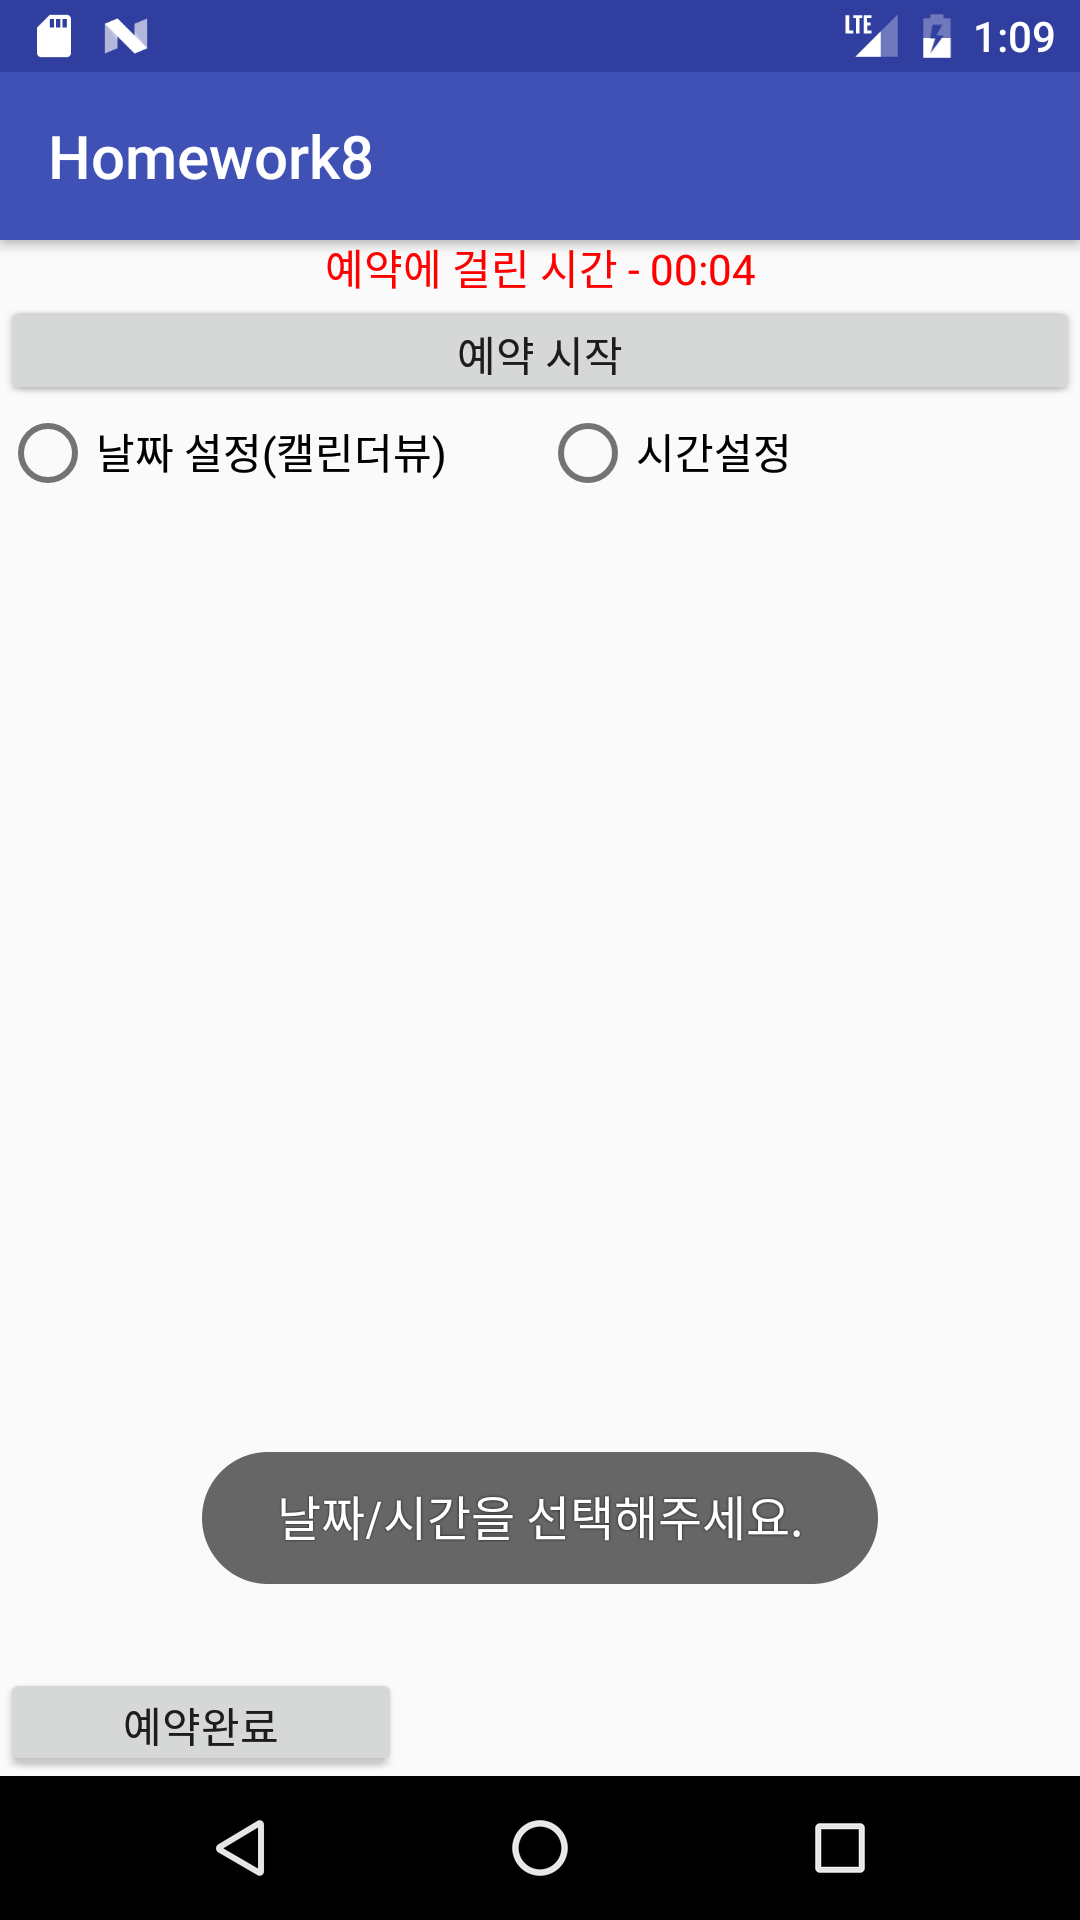 LTE 1:09
Homework8
예약에 걸린 시간 - 00:04
예약 시작
날짜 설정(캘린더뷰) 시간설정
날짜/시간을 선택해주세요.
예약완료